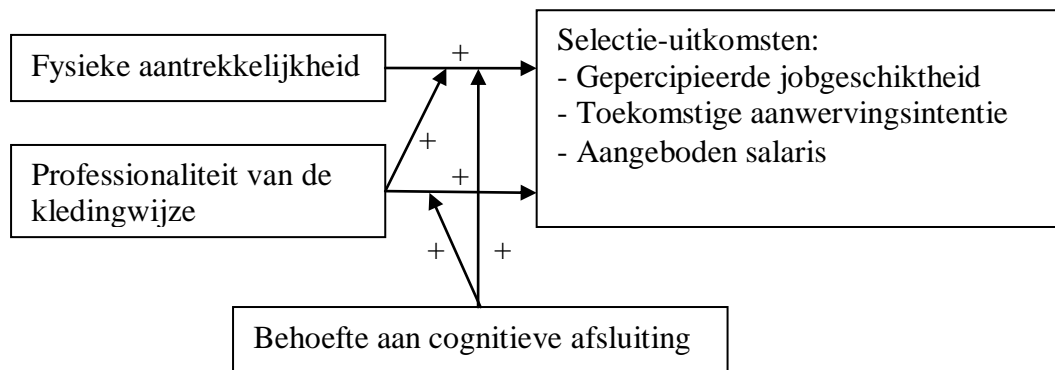 Fysieke aantrekkelijkheid
+
Selectie-uitkomsten:
- Gepercipieerde jobgeschiktheid
- Toekomstige aanwervingsintentie
- Aangeboden salaris
+
Professionaliteit van de
kledingwijze
+
+
+
Behoefte aan cognitieve afsluiting